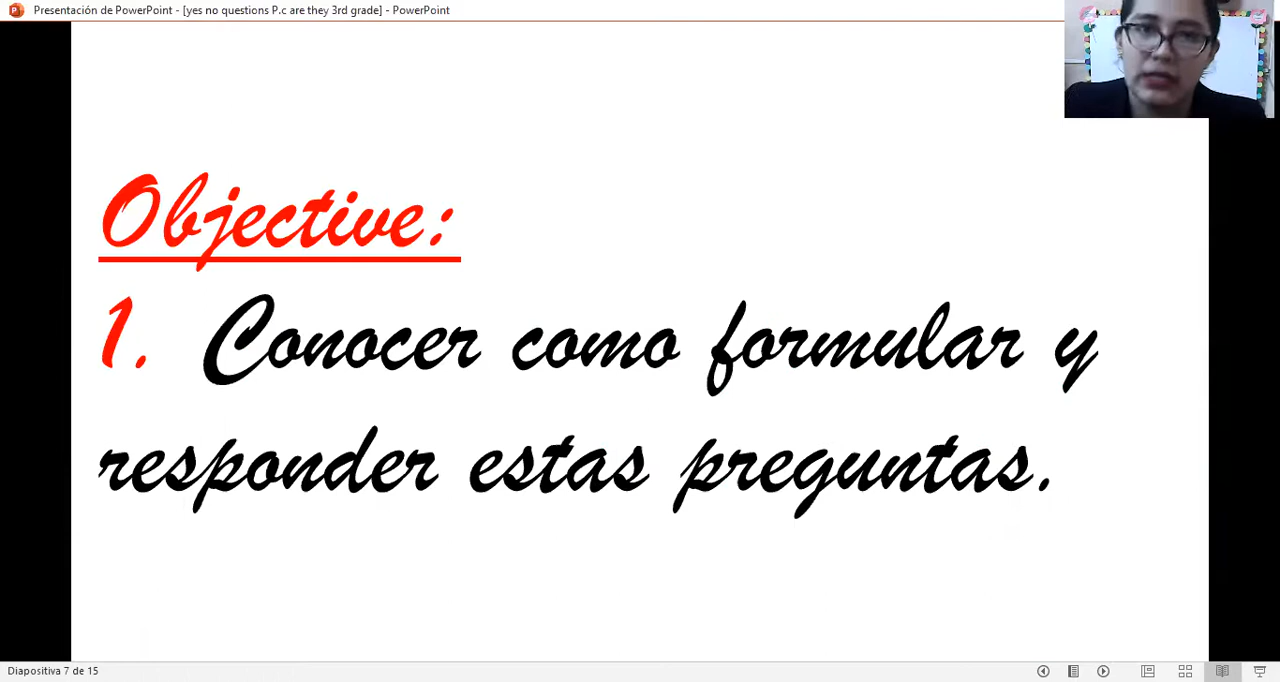 Presentación de PowerPoint - [yes no questions P.c are they 3rd grade] - PowerPoint
Objective:
1. Conocer como formular y
responder estas preguntas.
Diapositiva 7 de 15